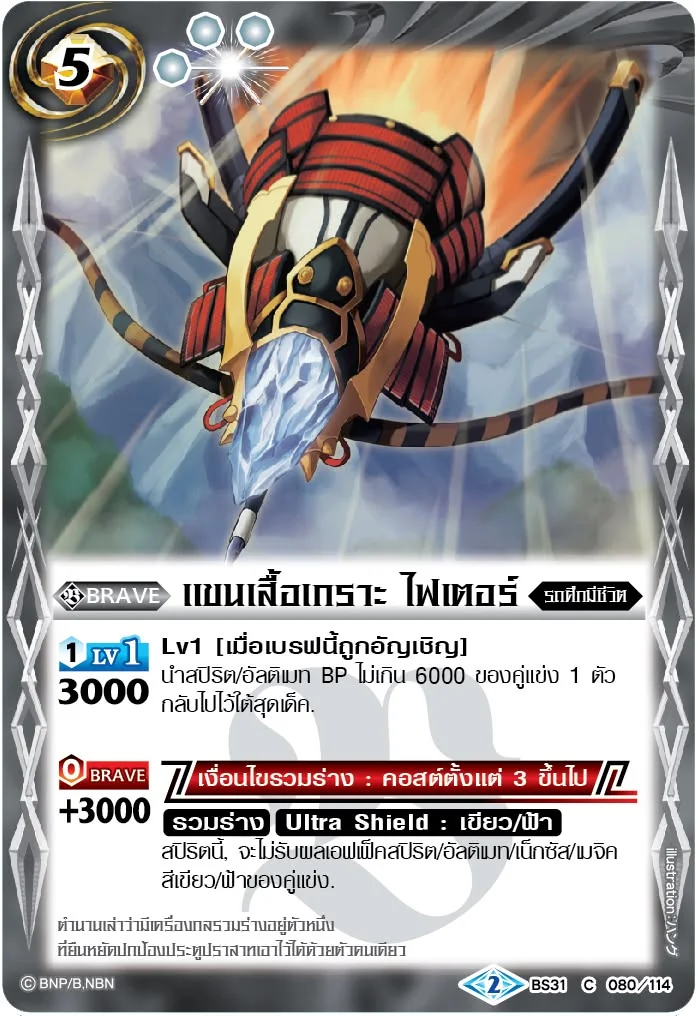 5
BRAVE แขนเสื้อเกราะ ไฟเตอร์ รถศึกมีชีวิต
1 LV1 3000
Lv1 [เมื่อเบรฟนี้ถูกอัญเชิญ]
นำสปิริต/อัลติเมท BP ไม่เกิน 6000 ของคู่แข่ง 1 ตัว
กลับไปไว้ใต้สุดเด็ค.
0 BRAVE +3000
เงื่อนไขรวมร่าง : คอสต์ตั้งแต่ 3 ขึ้นไป
รวมร่าง Ultra Shield : เขียว/ฟ้า
สปิริตนี้, จะไม่รับผลเอฟเฟ็คสปิริต/อัลติเมท/เน็กซัส/เมจิค
สีเขียว/ฟ้าของคู่แข่ง.
ตำนานเล่าว่ามีเครื่องกลรวมร่างอยู่ตัวหนึ่ง
ที่ยืนหยัดปกป้องประตูปราสาทเอาไว้ได้ด้วยตัวคนเดียว
illustration:ハング
©BNP/B,NBN
2 BS31 C 080/114